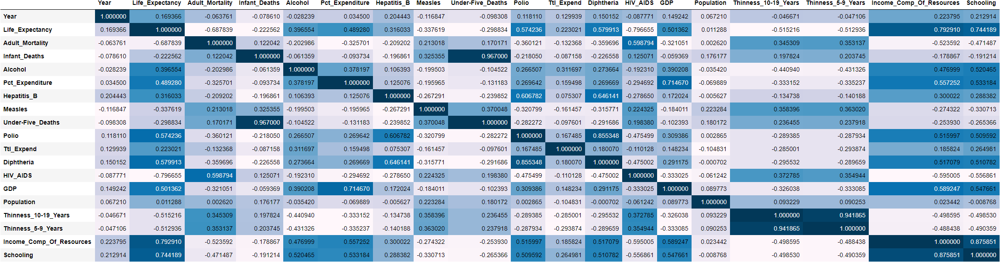 Year Life_Expectancy Adult_Mortality Infant_Deaths Alcohol Pct_Expenditure Hepatitis_B Measles Under-Five_Deaths Polio Ttl_Expend Diphtheria HIV_AIDS GDP Population Thinness_10-19_Years Thinness_5-9_Years Income_Comp_Of_Resources Schooling
Year 1.000000 0.169366 -0.063761 -0.078610 -0.028239 0.034500 0.204443 -0.116847 -0.098308 0.118110 0.129939 0.150152 -0.087771 0.149242 0.067210 -0.046671 -0.047106 0.223795 0.212914
Life_Expectancy 0.169366 1.000000 -0.687839 -0.222562 0.396554 0.489280 0.316033 -0.337619 -0.298834 0.574236 0.223021 0.579913 -0.796655 0.501362 0.011288 -0.515216 -0.512936 0.792910 0.744189
Adult_Mortality -0.063761 -0.687839 1.000000 0.122042 -0.202986 -0.325701 -0.209202 0.213018 0.170171 -0.360121 -0.132368 -0.359696 0.598794 -0.321051 0.002620 0.345309 0.353137 -0.523592 -0.471487
Infant_Deaths -0.078610 -0.222562 0.122042 1.000000 -0.061359 -0.093734 -0.196861 0.325355 0.967000 -0.218050 -0.087158 -0.226558 0.125071 -0.059369 0.176177 0.197824 0.203745 -0.178867 -0.191214
Alcohol -0.028239 0.396554 -0.202986 -0.061359 1.000000 0.378197 0.106393 -0.199503 -0.104522 0.266507 0.311697 0.273664 -0.192310 0.390208 -0.035420 -0.440940 -0.431326 0.476999 0.520465
Pct_Expenditure 0.034500 0.489280 -0.325701 -0.093734 0.378197 1.000000 0.125076 -0.195965 -0.131183 0.269642 0.159498 0.269669 -0.294692 0.714670 -0.069889 -0.333152 -0.335237 0.557252 0.533184
Hepatitis_B 0.204443 0.316033 -0.209202 -0.196861 0.106393 0.125076 1.000000 -0.267291 -0.239852 0.606782 0.075307 0.646141 -0.278650 0.172024 -0.005627 -0.134738 -0.140188 0.300022 0.288382
Measles -0.116847 -0.337619 0.213018 0.325355 -0.199503 -0.195965 -0.267291 1.000000 0.370048 -0.320799 -0.161457 -0.315771 0.224325 -0.184011 0.223284 0.358396 0.363020 -0.274322 -0.330713
Under-Five_Deaths -0.098308 -0.298834 0.170171 0.967000 -0.104522 -0.131183 -0.239852 0.370048 1.000000 -0.282272 -0.097601 -0.291686 0.198380 -0.102393 0.180172 0.236455 0.237918 -0.253930 -0.265366
Polio 0.118110 0.574236 -0.360121 -0.218050 0.266507 0.269642 0.606782 -0.320799 -0.282272 1.000000 0.167485 0.855348 -0.475499 0.309386 0.002865 -0.289385 -0.287934 0.515997 0.509592
Ttl_Expend 0.129939 0.223021 -0.132368 -0.087158 0.311697 0.159498 0.075307 -0.161457 -0.097601 0.167485 1.000000 0.180070 -0.110128 0.148234 -0.104831 -0.285001 -0.293874 0.185824 0.264981
Diphtheria 0.150152 0.579913 -0.359696 -0.226558 0.273664 0.269669 0.646141 -0.315771 -0.291686 0.855348 0.180070 1.000000 -0.475002 0.291175 -0.000702 -0.295532 -0.289659 0.517079 0.510782
HIV_AIDS -0.087771 -0.796655 0.598794 0.125071 -0.192310 -0.294692 -0.278650 0.224325 0.198380 -0.475499 -0.110128 -0.475002 1.000000 -0.333025 -0.061242 0.372785 0.354944 -0.595005 -0.556861
GDP 0.149242 0.501362 -0.321051 -0.059369 0.390208 0.714670 0.172024 -0.184011 -0.102393 0.309386 0.148234 0.291175 -0.333025 1.000000 0.089773 -0.326038 -0.333085 0.589247 0.547661
Population 0.067210 0.011288 0.002620 0.176177 -0.035420 -0.069889 -0.005627 0.223284 0.180172 0.002865 -0.104831 -0.000702 -0.061242 0.089773 1.000000 0.093229 0.090253 0.023442 -0.008768
Thinness_10-19_Years -0.046671 -0.515216 0.345309 0.197824 -0.440940 -0.333152 -0.134738 0.358396 0.236455 -0.289385 -0.285001 -0.295532 0.372785 -0.326038 0.093229 1.000000 0.941865 -0.498595 -0.498530
Thinness_5-9_Years -0.047106 -0.512936 0.353137 0.203745 -0.431326 -0.335237 -0.140188 0.363020 0.237918 -0.287934 -0.293874 -0.289659 0.354944 -0.333085 0.090253 0.941865 1.000000 -0.488438 -0.490359
Income_Comp_Of_Resources 0.223795 0.792910 -0.523592 -0.178867 0.476999 0.557252 0.300022 -0.274322 -0.253930 0.515997 0.185824 0.517079 -0.595005 0.589247 0.023442 -0.498595 -0.488438 1.000000 0.875851
Schooling 0.212914 0.744189 -0.471487 -0.191214 0.520465 0.533184 0.288382 -0.330713 -0.265366 0.509592 0.264981 0.510782 -0.556861 0.547661 -0.008768 -0.498530 -0.490359 0.875851 1.000000